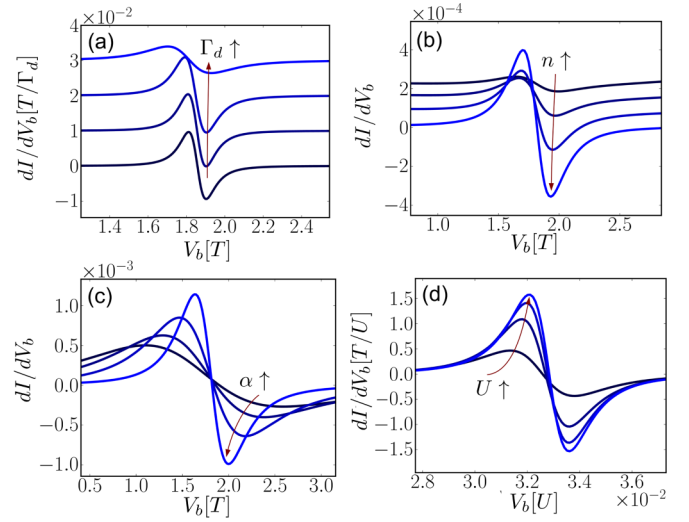 ×10⁻²
(a)
Γ_d ↑
dI/dV_b[T/Γ_d]
4
3
2
1
0
−1
1.4 1.6 1.8 2.0 2.2 2.4
V_b[T]
×10⁻⁴
(b)
n ↑
dI/dV_b
4
2
0
−2
−4
1.0 1.5 2.0 2.5
V_b[T]
×10⁻³
(c)
α ↑
dI/dV_b
1.0
0.5
0.0
−0.5
−1.0
0.5 1.0 1.5 2.0 2.5 3.0
V_b[T]
(d)
U ↑
dI/dV_b[T/U]
1.5
1.0
0.5
0.0
−0.5
−1.0
−1.5
2.8 3.0 3.2 3.4 3.6
V_b[U]
×10⁻²